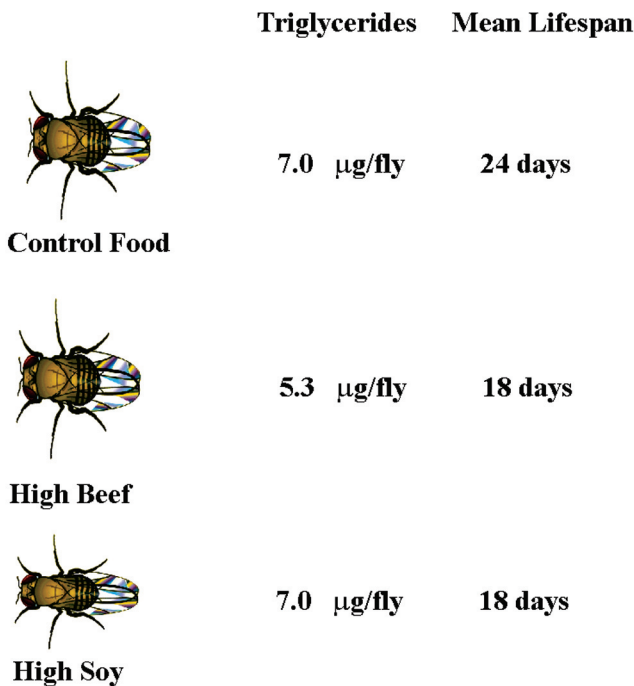 Triglycerides Mean Lifespan
7.0 μg/fly 24 days
Control Food
5.3 μg/fly 18 days
High Beef
7.0 μg/fly 18 days
High Soy